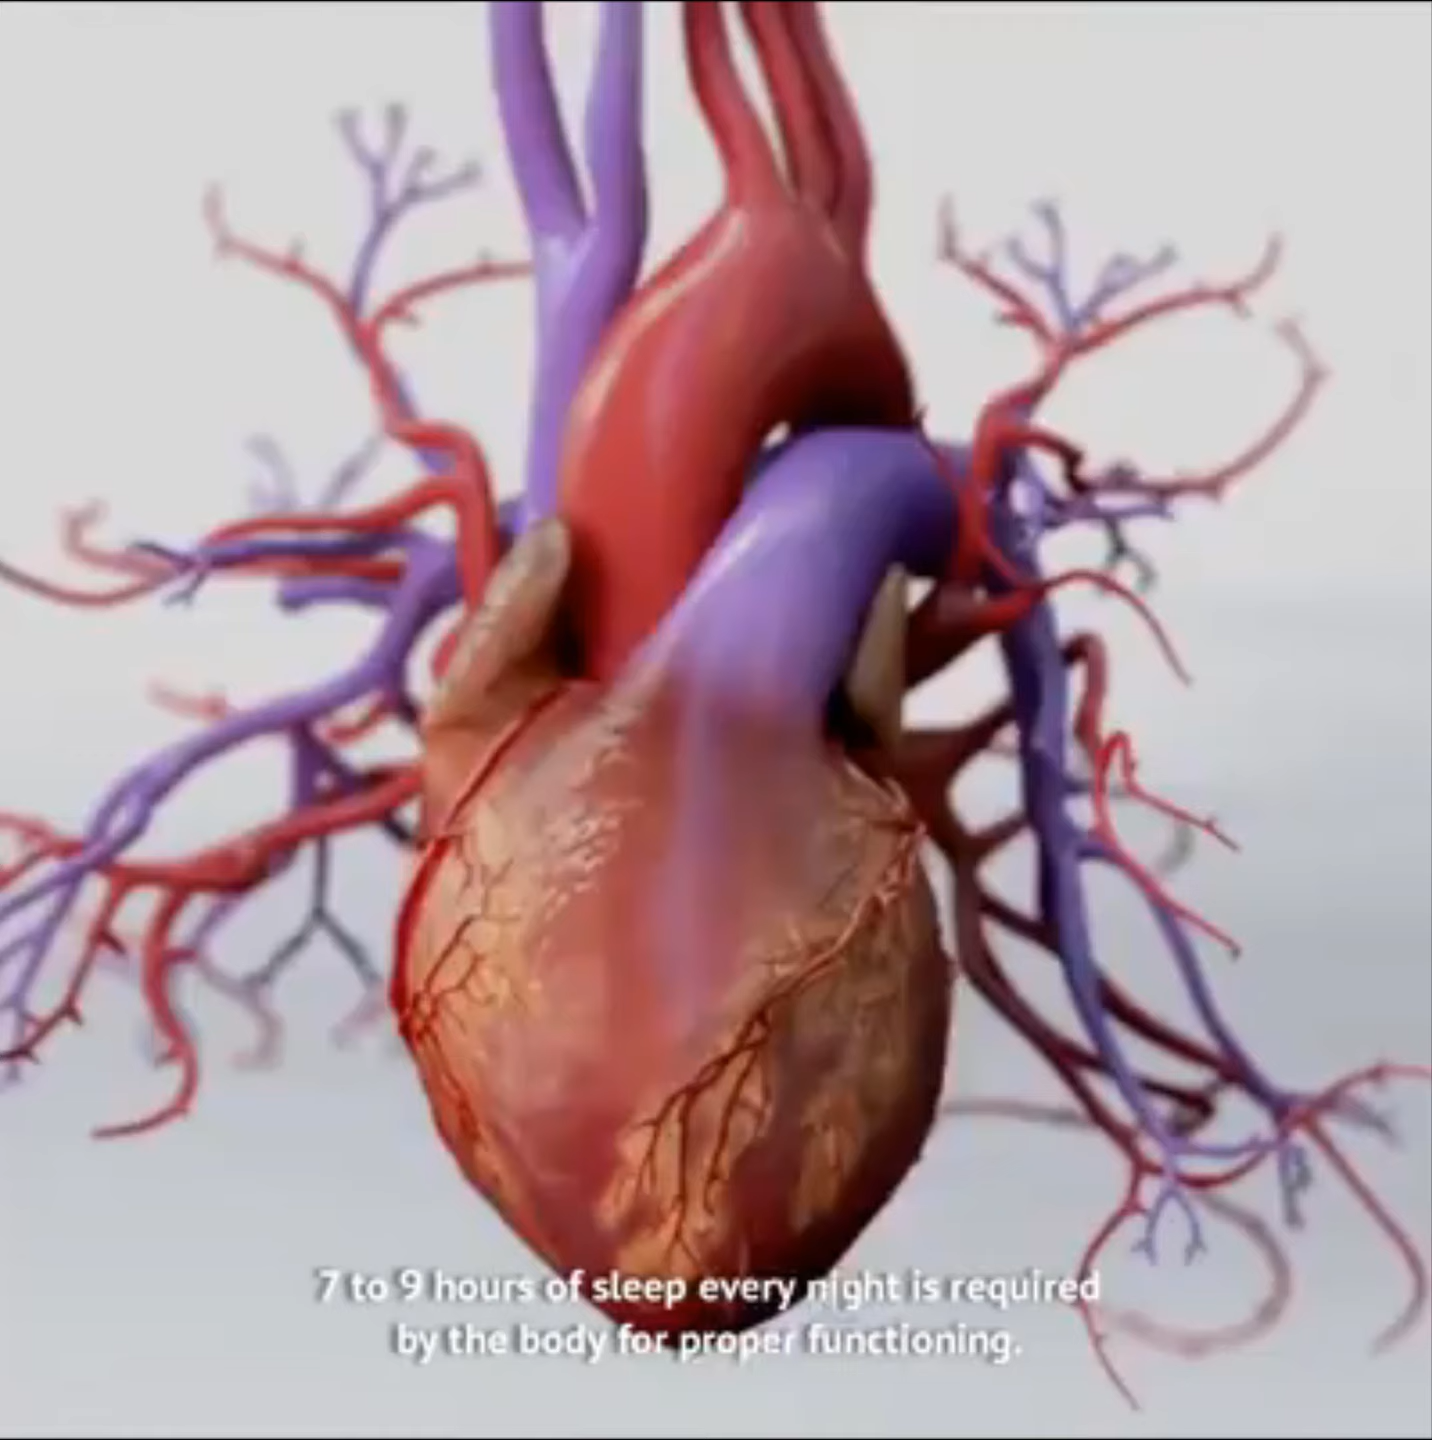 7 to 9 hours of sleep every night is required
by the body for proper functioning.